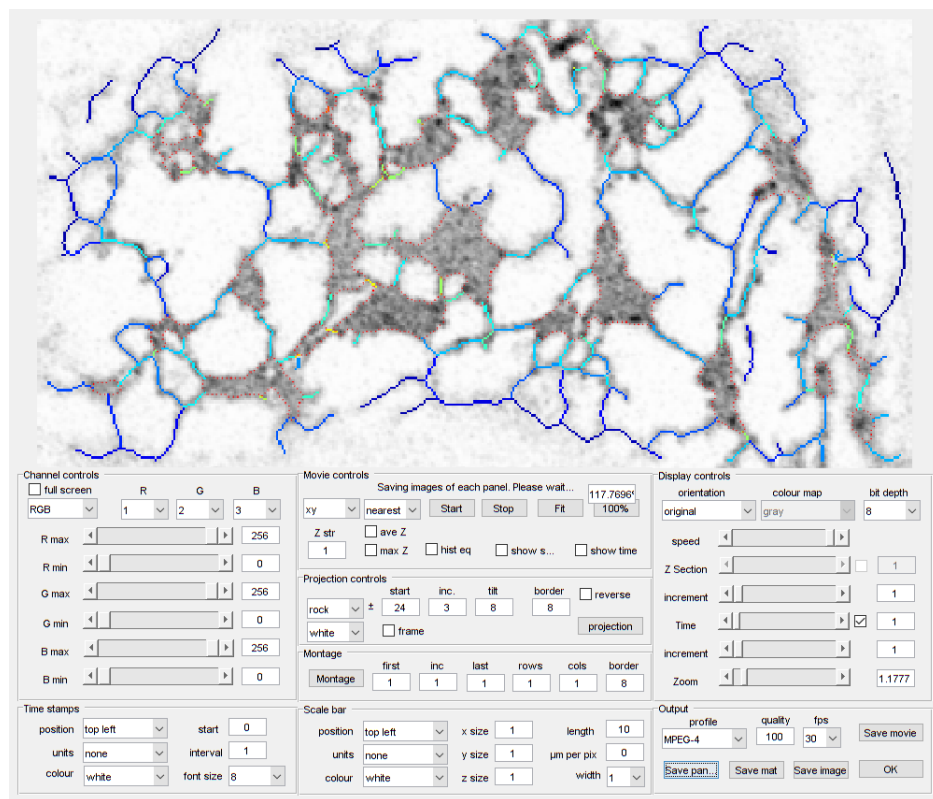 Channel controls
full screen R G B
RGB 1 2 3
R max 256
R min 0
G max 256
G min 0
B max 256
B min 0
Movie controls
Saving images of each panel. Please wait... 117.7696%
xy nearest Start Stop Fit 100%
Z str ave Z
1 max Z hist eq show s... show time
Projection controls
start inc. tilt border reverse
rock ± 24 3 8 8
white frame projection
Montage
first inc last rows cols border
Montage 1 1 1 1 1 8
Display controls
orientation colour map bit depth
original gray 8
speed
Z Section 1
increment 1
Time 1
increment 1
Zoom 1.1777
Time stamps
position top left start 0
units none interval 1
colour white font size 8
Scale bar
position top left x size 1 length 10
units none y size 1 µm per pix 0
colour white z size 1 width 1
Output
profile quality fps
MPEG-4 100 30 Save movie
Save pan... Save mat Save image OK